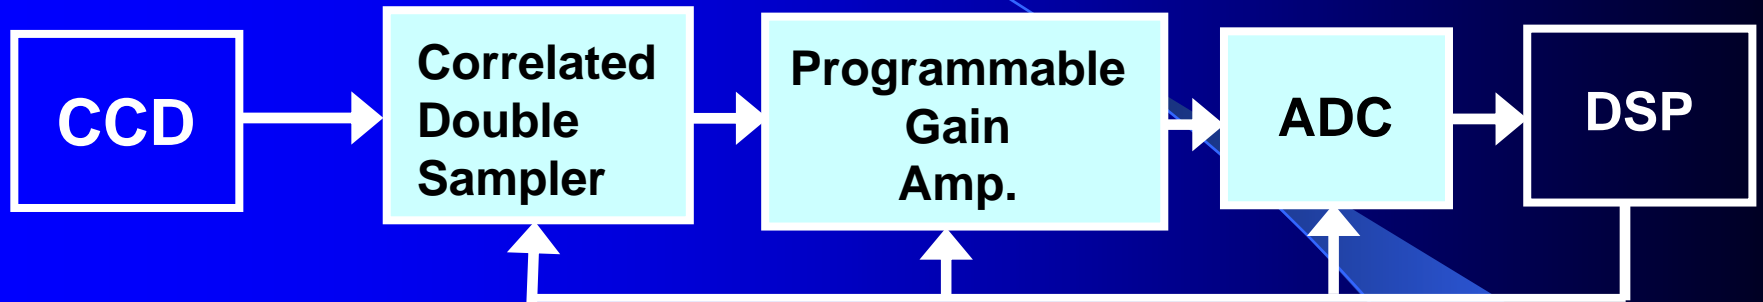 CCD
Correlated
Double
Sampler
Programmable
Gain
Amp.
ADC
DSP